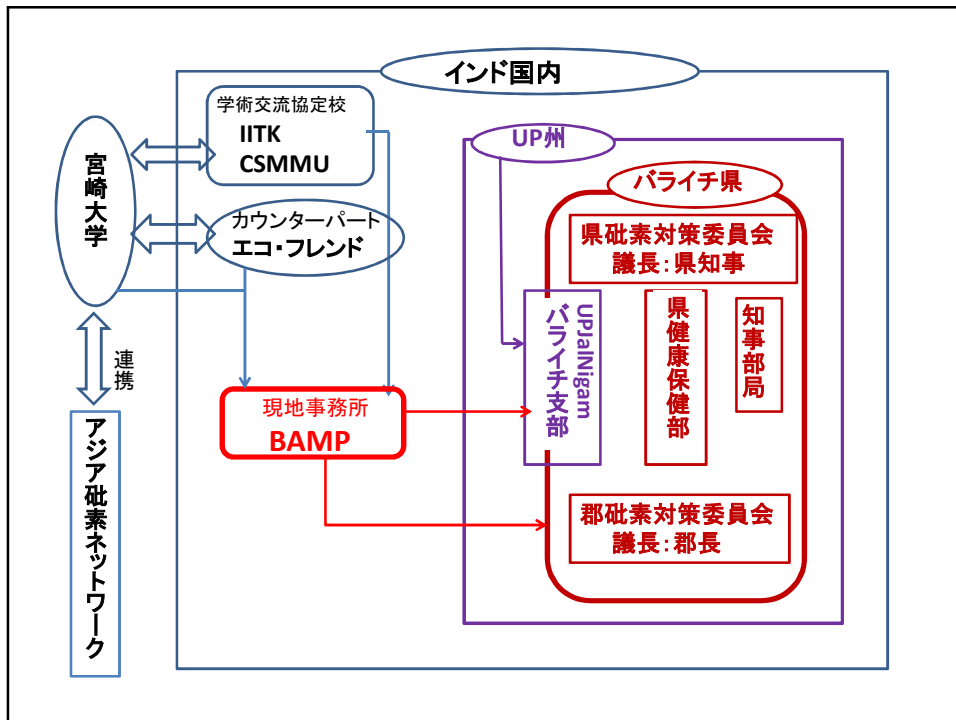 インド国内
学術交流協定校
IITK
CSMMU
宮崎大学
カウンターパート
エコ・フレンド
連携
アジア砒素ネットワーク
現地事務所
BAMP
UP州
バライチ県
県砒素対策委員会
議長：県知事
UPJalNigam
バライチ支部
県健康保健部
知事部局
郡砒素対策委員会
議長：郡長